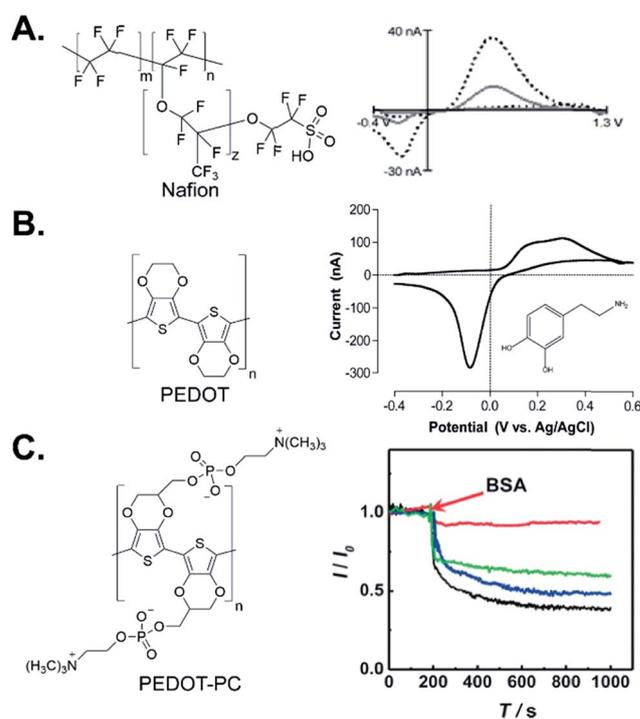 A.
F F F F
F F F
m n
O F O F F
F F S O
F F F O
z HO
CF₃
Nafion
40 nA
-0.4 V 1.3 V
-30 nA
B.
O O
S S
O O
n
PEDOT
200
100
0
-100
-200
-300
Current (nA)
-0.4 -0.2 0.0 0.2 0.4 0.6
Potential (V vs. Ag/AgCl)
NH₂
HO
OH
C.
N(CH₃)₃
+
O
O P O
O⁻
O O
S S
O O
n
O⁻
O P O
O
+
(H₃C)₃N
PEDOT-PC
BSA
1.0
0.5
0.0
I / I₀
0 200 400 600 800 1000
T / s